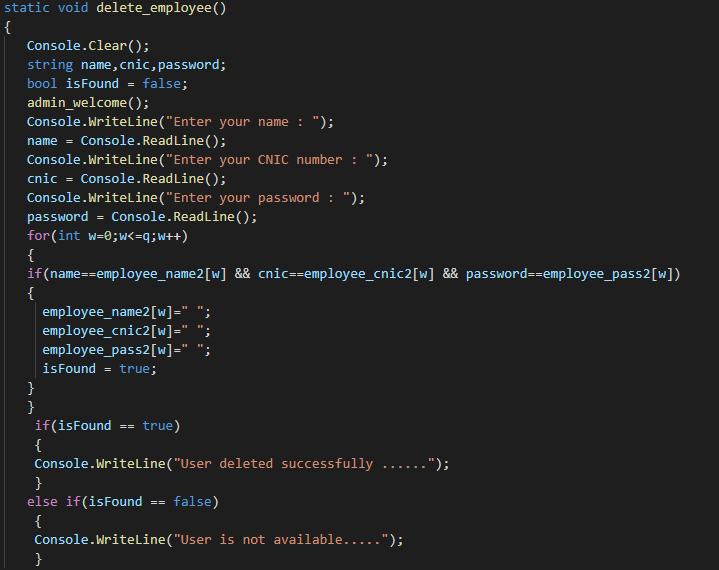 static void delete_employee()
{
Console.Clear();
string name,cnic,password;
bool isFound = false;
admin_welcome();
Console.WriteLine("Enter your name : ");
name = Console.ReadLine();
Console.WriteLine("Enter your CNIC number : ");
cnic = Console.ReadLine();
Console.WriteLine("Enter your password : ");
password = Console.ReadLine();
for(int w=0;w<=q;w++)
{
if(name==employee_name2[w] && cnic==employee_cnic2[w] && password==employee_pass2[w])
{
employee_name2[w]=" ";
employee_cnic2[w]=" ";
employee_pass2[w]=" ";
isFound = true;
}
}
if(isFound == true)
{
Console.WriteLine("User deleted successfully ......");
}
else if(isFound == false)
{
Console.WriteLine("User is not available.....");
}